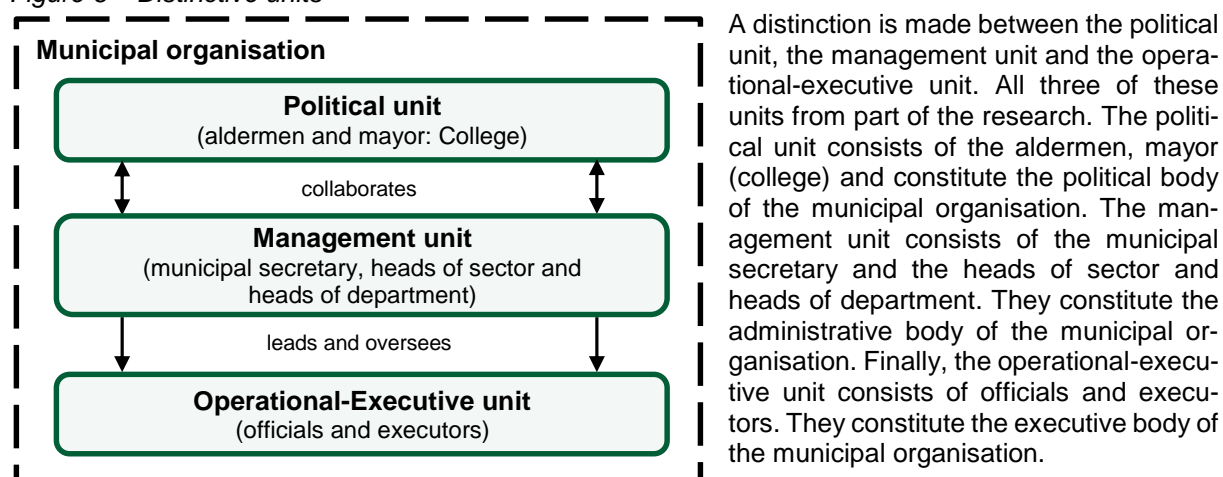 Municipal organisation
Political unit
(aldermen and mayor: College)
collaborates
Management unit
(municipal secretary, heads of sector and
heads of department)
leads and oversees
Operational-Executive unit
(officials and executors)
A distinction is made between the political
unit, the management unit and the opera-
tional-executive unit. All three of these
units from part of the research. The politi-
cal unit consists of the aldermen, mayor
(college) and constitute the political body
of the municipal organisation. The man-
agement unit consists of the municipal
secretary and the heads of sector and
heads of department. They constitute the
administrative body of the municipal or-
ganisation. Finally, the operational-execu-
tive unit consists of officials and execu-
tors. They constitute the executive body of
the municipal organisation.